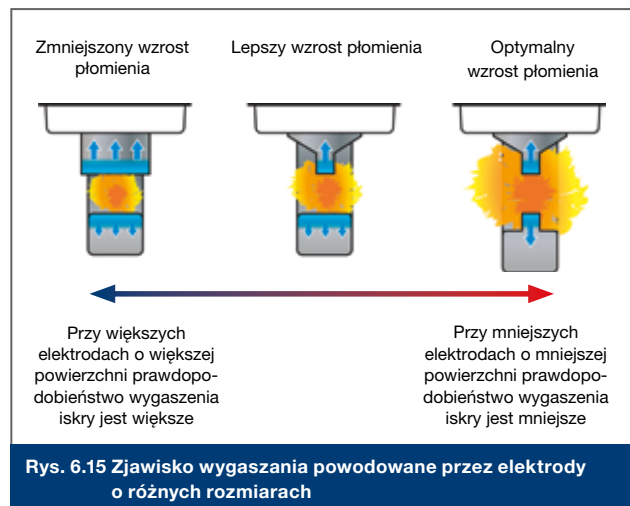 Zmniejszony wzrost
płomienia
Lepszy wzrost płomienia
Optymalny
wzrost płomienia
Przy większych
elektrodach o większej
powierzchni prawdopo-
dobieństwo wygaszenia
iskry jest większe
Przy mniejszych
elektrodach o mniejszej
powierzchni prawdopo-
dobieństwo wygaszenia
iskry jest mniejsze
Rys. 6.15 Zjawisko wygaszania powodowane przez elektrody
o różnych rozmiarach